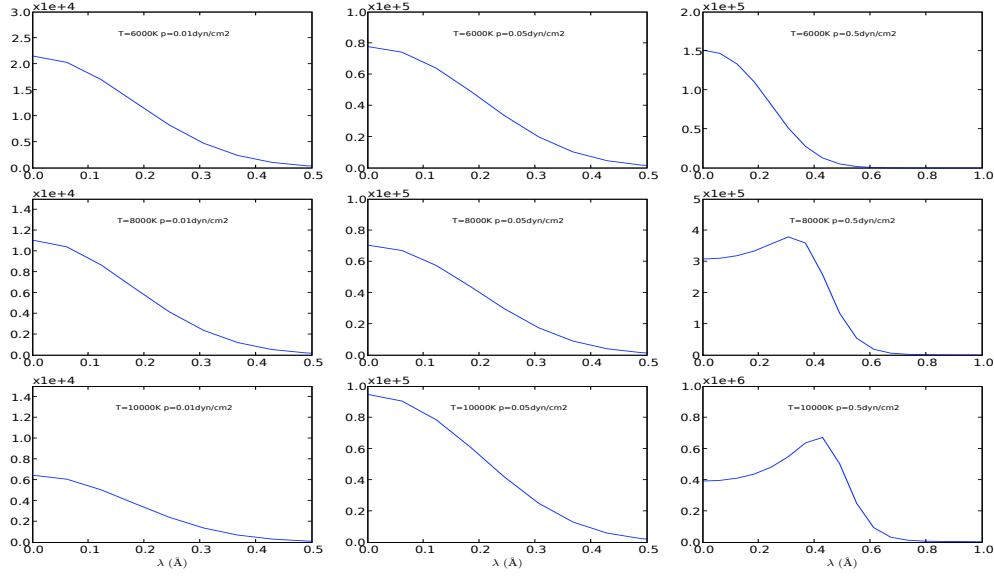 x1e+4 x1e+5 x1e+5
3.0 1.0 2.0
T=6000K p=0.01dyn/cm2 T=6000K p=0.05dyn/cm2 T=6000K p=0.5dyn/cm2
2.5 0.8
1.5
2.0 0.6
1.5 1.0
0.4
1.0
0.5
0.5 0.2
0.0 0.0 0.0
0.0 0.1 0.2 0.3 0.4 0.5 0.0 0.1 0.2 0.3 0.4 0.5 0.0 0.2 0.4 0.6 0.8 1.0
x1e+4 x1e+5 x1e+5
1.0 5
1.4
T=8000K p=0.01dyn/cm2 T=8000K p=0.05dyn/cm2 T=8000K p=0.5dyn/cm2
1.2 0.8 4
1.0
0.6 3
0.8
0.6 0.4 2
0.4
0.2 1
0.2
0.0 0.0 0
0.0 0.1 0.2 0.3 0.4 0.5 0.0 0.1 0.2 0.3 0.4 0.5 0.0 0.2 0.4 0.6 0.8 1.0
x1e+4 x1e+5 x1e+6
1.0 1.0
1.4
T=10000K p=0.01dyn/cm2 T=10000K p=0.05dyn/cm2 T=10000K p=0.5dyn/cm2
1.2 0.8 0.8
1.0
0.6 0.6
0.8
0.6 0.4 0.4
0.4
0.2 0.2
0.2
0.0 0.0 0.0
0.0 0.1 0.2 0.3 0.4 0.5 0.0 0.1 0.2 0.3 0.4 0.5 0.0 0.2 0.4 0.6 0.8 1.0
λ (Å) λ (Å) λ (Å)